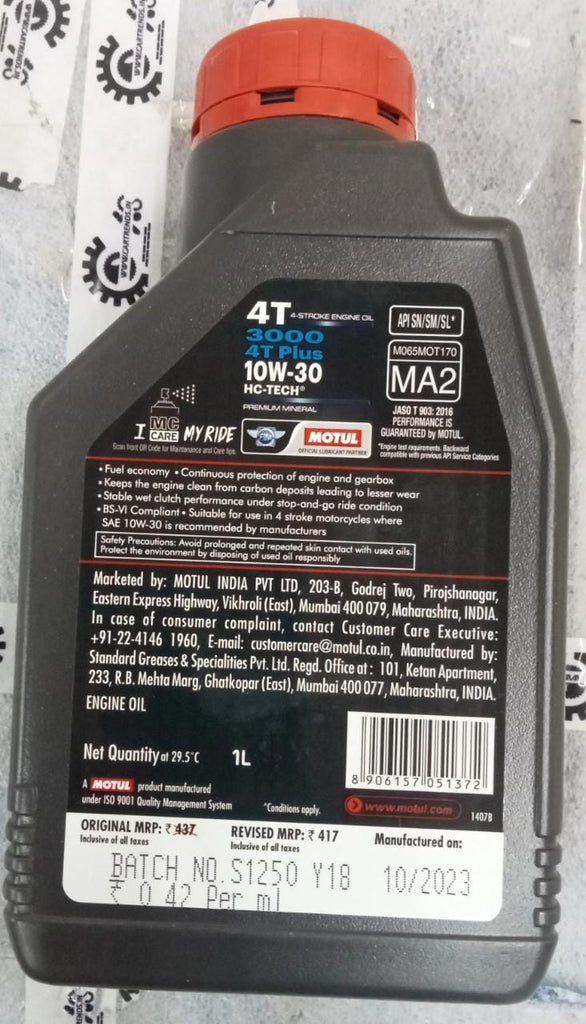 WWW.CARTRENDS.IN
WWW.CARTRENDS.IN
4T 4-STROKE ENGINE OIL
3000
4T Plus
10W-30
HC-TECH®
PREMIUM MINERAL
API SN/SM/SL*
M065MOT170
MA2
JASO T 903: 2016
PERFORMANCE IS
GUARANTEED by MOTUL.
*Engine test requirements. Backward
compatible with previous API Service Categories
I MC CARE MY RIDE
Scan front QR Code for Maintenance and Care tips.
FIM
MOTUL
OFFICIAL LUBRICANT PARTNER
• Fuel economy • Continuous protection of engine and gearbox
• Keeps the engine clean from carbon deposits leading to lesser wear
• Stable wet clutch performance under stop-and-go ride condition
• BS-VI Compliant • Suitable for use in 4 stroke motorcycles where
SAE 10W-30 is recommended by manufacturers
Safety Precautions: Avoid prolonged and repeated skin contact with used oils.
Protect the environment by disposing of used oil responsibly
Marketed by: MOTUL INDIA PVT LTD, 203-B, Godrej Two, Pirojshanagar,
Eastern Express Highway, Vikhroli (East), Mumbai 400 079, Maharashtra, INDIA.
In case of consumer complaint, contact Customer Care Executive:
+91-22-4146 1960, E-mail: customercare@motul.co.in, Manufactured by:
Standard Greases & Specialities Pvt. Ltd. Regd. Office at : 101, Ketan Apartment,
233, R.B. Mehta Marg, Ghatkopar (East), Mumbai 400 077, Maharashtra, INDIA.
ENGINE OIL
Net Quantity at 29.5°C 1L
8 906157 051372
A MOTUL product manufactured
under ISO 9001 Quality Management System
*Conditions apply.
www.motul.com
1407B
ORIGINAL MRP: ₹ 437
Inclusive of all taxes
REVISED MRP: ₹ 417
Inclusive of all taxes
Manufactured on:
BATCH NO. S1250 Y18
10/2023
₹ 0.42 Per ml